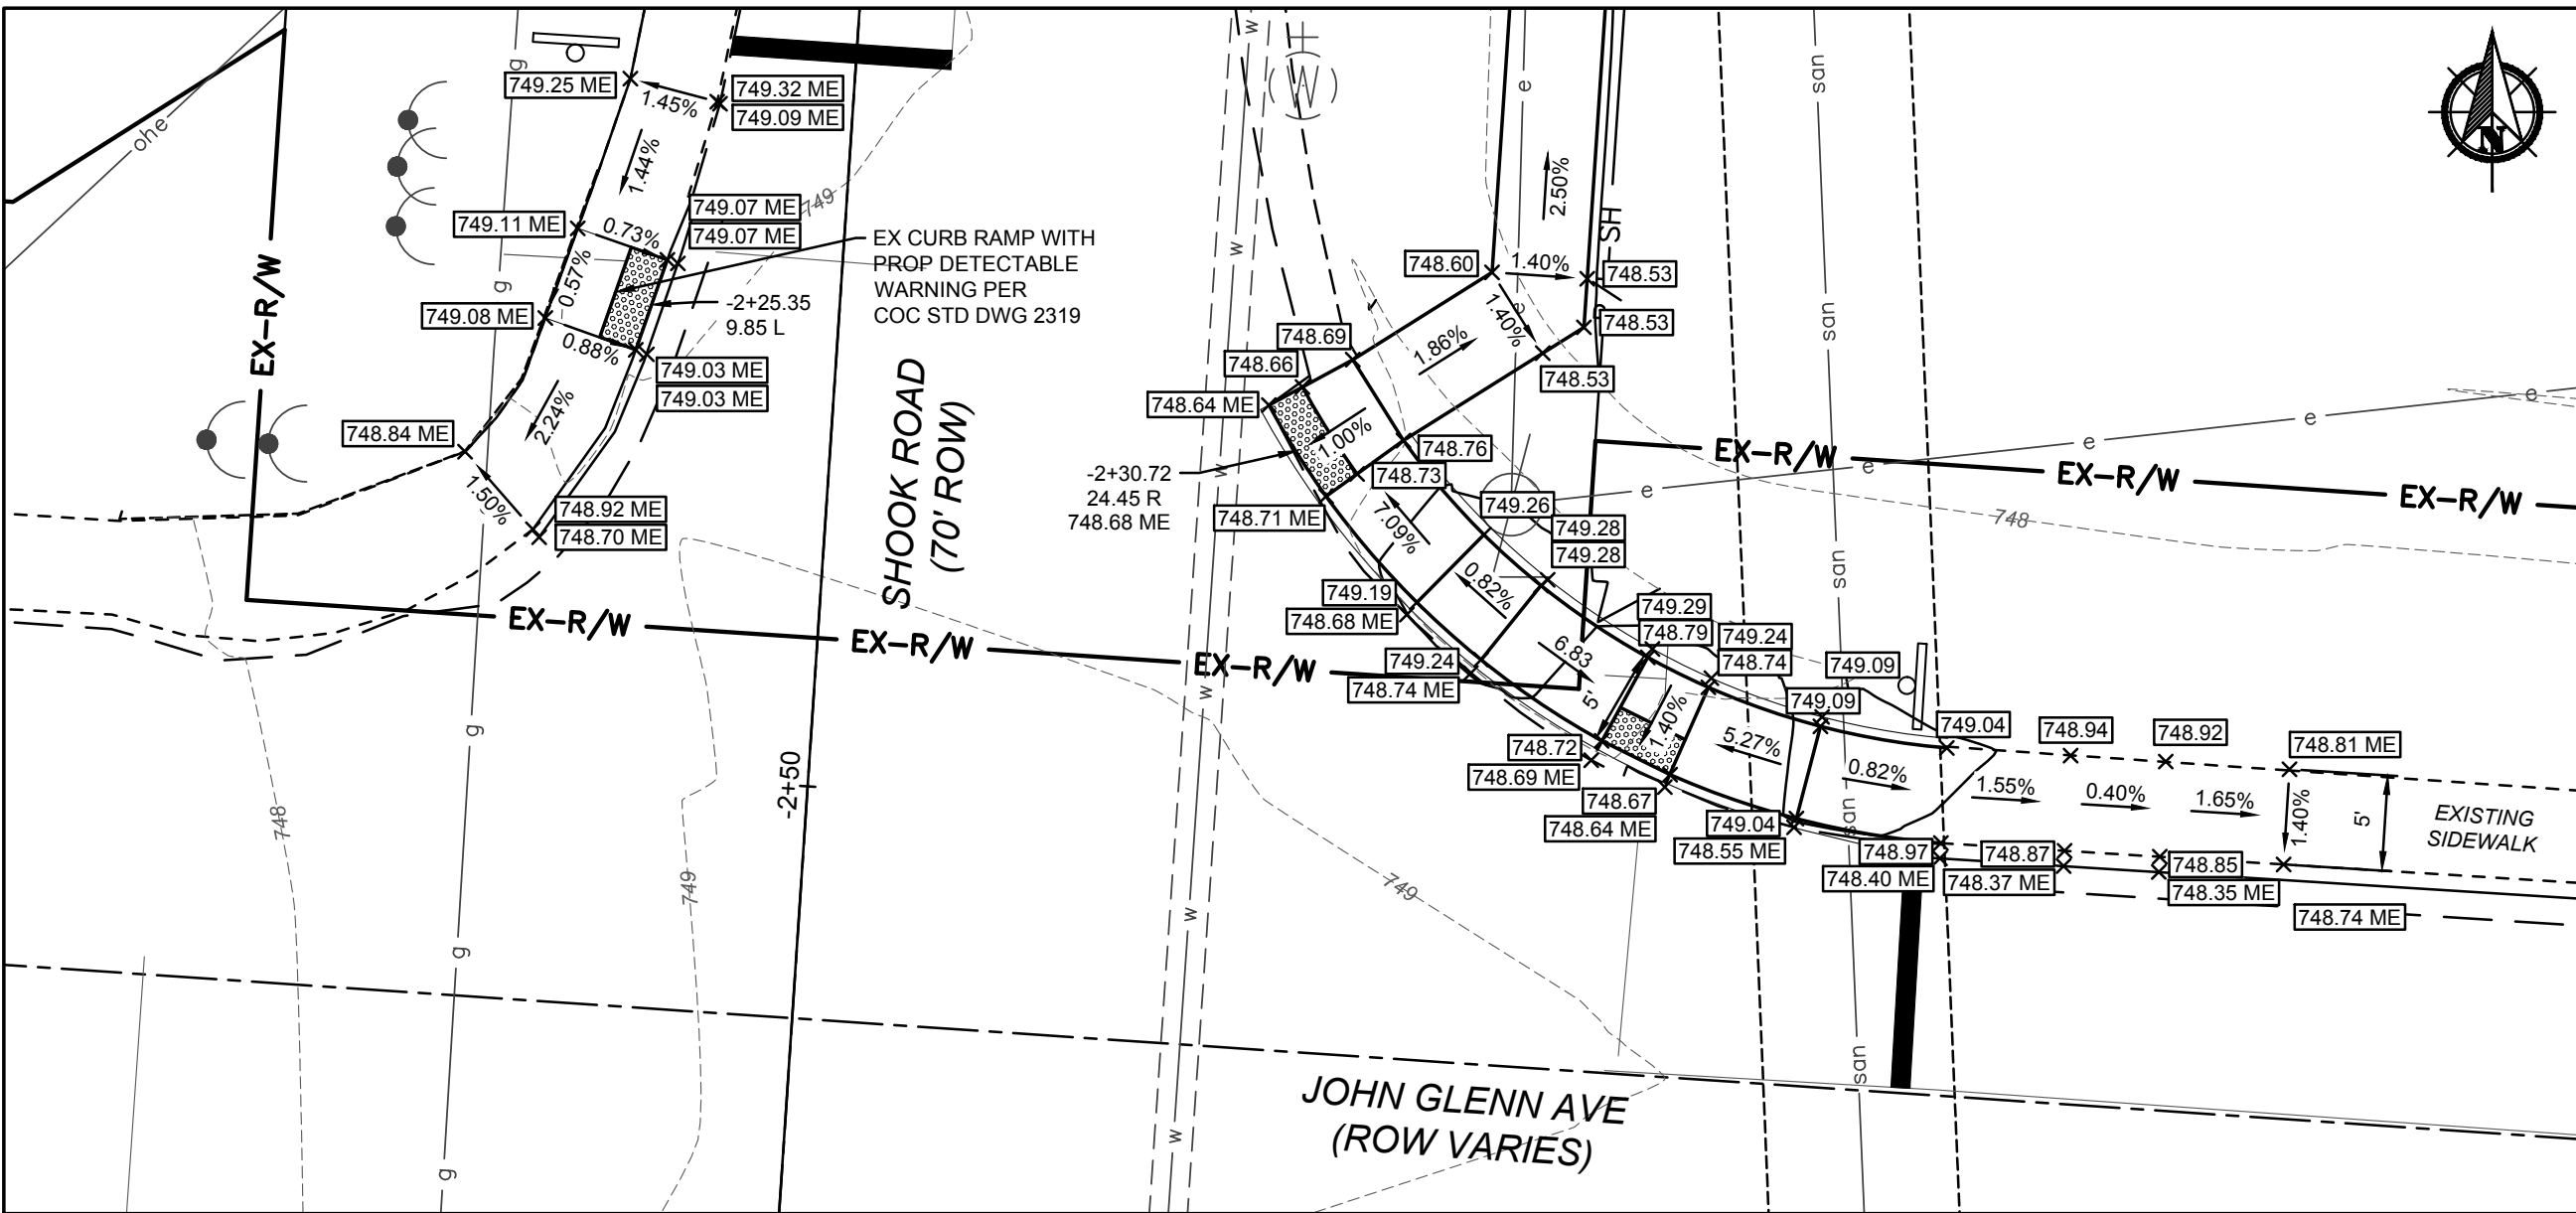 ohe
g
749.25 ME
1.45%
749.32 ME
749.09 ME
1.44%
749.11 ME
0.73%
749.07 ME
749.07 ME
749
EX CURB RAMP WITH
PROP DETECTABLE
WARNING PER
COC STD DWG 2319
0.57%
-2+25.35
9.85 L
749.08 ME
0.88%
749.03 ME
749.03 ME
EX-R/W
g
2.24%
748.84 ME
1.50%
748.92 ME
748.70 ME
SHOOK ROAD
(70' ROW)
EX-R/W
EX-R/W
EX-R/W
g
g
g
748
749
-2+50
w
w
w
w
w
w
w
(W)
e
e
2.50%
SH
san
san
san
san
san
N
748.60
1.40%
748.53
748.53
1.40%
748.69
1.86%
748.66
748.53
748.64 ME
1.00%
748.76
748.73
-2+30.72
24.45 R
748.68 ME
748.71 ME
7.09%
749.26
749.28
749.28
e
e
e
e
EX-R/W
EX-R/W
EX-R/W
748
0.82%
749.19
748.68 ME
749.29
748.79
749.24
748.74
749.24
748.74 ME
6.83
5'
1.40%
749.09
749.09
749.04
748.94
748.92
748.81 ME
748.72
748.69 ME
5.27%
0.82%
1.55%
0.40%
1.65%
1.40%
5'
EXISTING
SIDEWALK
748.67
748.64 ME
749.04
748.55 ME
748.97
748.40 ME
748.87
748.37 ME
748.85
748.35 ME
748.74 ME
749
JOHN GLENN AVE
(ROW VARIES)